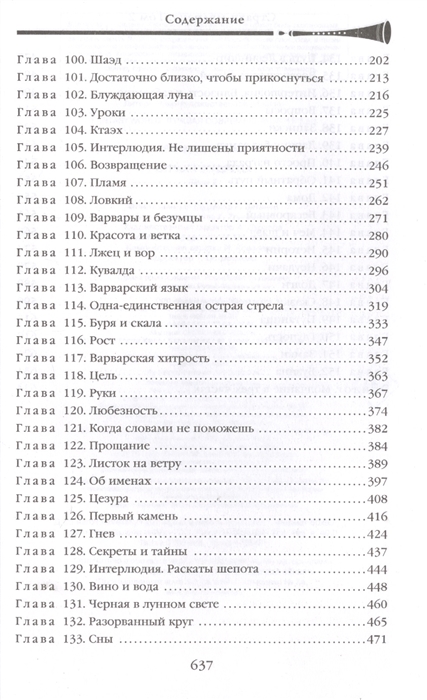 Содержание
Глава 100. Шаэд 202
Глава 101. Достаточно близко, чтобы прикоснуться 213
Глава 102. Блуждающая луна 216
Глава 103. Уроки 225
Глава 104. Ктаэх 227
Глава 105. Интерлюдия. Не лишены приятности 239
Глава 106. Возвращение 246
Глава 107. Пламя 251
Глава 108. Ловкий 262
Глава 109. Варвары и безумцы 271
Глава 110. Красота и ветка 280
Глава 111. Лжец и вор 290
Глава 112. Кувалда 296
Глава 113. Варварский язык 304
Глава 114. Одна-единственная острая стрела 319
Глава 115. Буря и скала 333
Глава 116. Рост 347
Глава 117. Варварская хитрость 352
Глава 118. Цель 363
Глава 119. Руки 367
Глава 120. Любезность 374
Глава 121. Когда словами не поможешь 382
Глава 122. Прощание 384
Глава 123. Листок на ветру 389
Глава 124. Об именах 397
Глава 125. Цезура 408
Глава 126. Первый камень 416
Глава 127. Гнев 424
Глава 128. Секреты и тайны 437
Глава 129. Интерлюдия. Раскаты шепота 444
Глава 130. Вино и вода 448
Глава 131. Черная в лунном свете 460
Глава 132. Разорванный круг 465
Глава 133. Сны 471
637